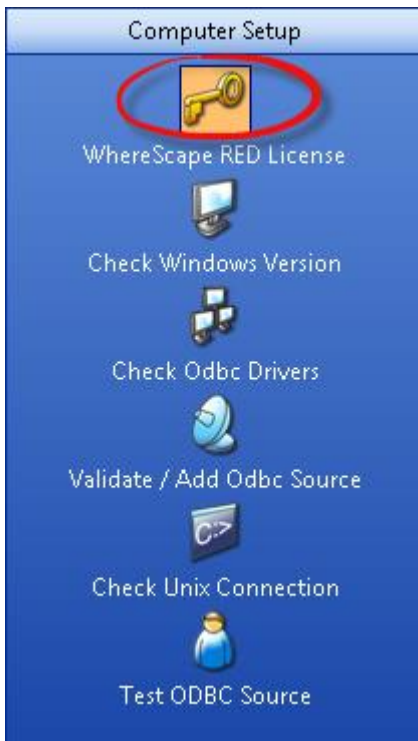 Computer Setup
WhereScape RED License
Check Windows Version
Check Odbc Drivers
Validate / Add Odbc Source
C:>
Check Unix Connection
Test ODBC Source